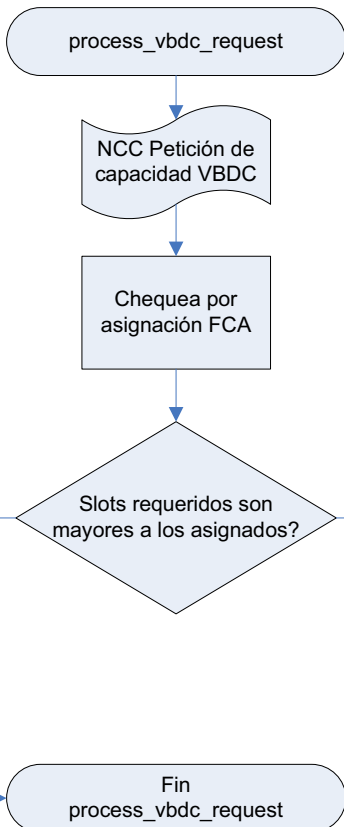 process_vbdc_request
NCC Petición de
capacidad VBDC
Chequea por
asignación FCA
Slots requeridos son
mayores a los asignados?
Fin
process_vbdc_request